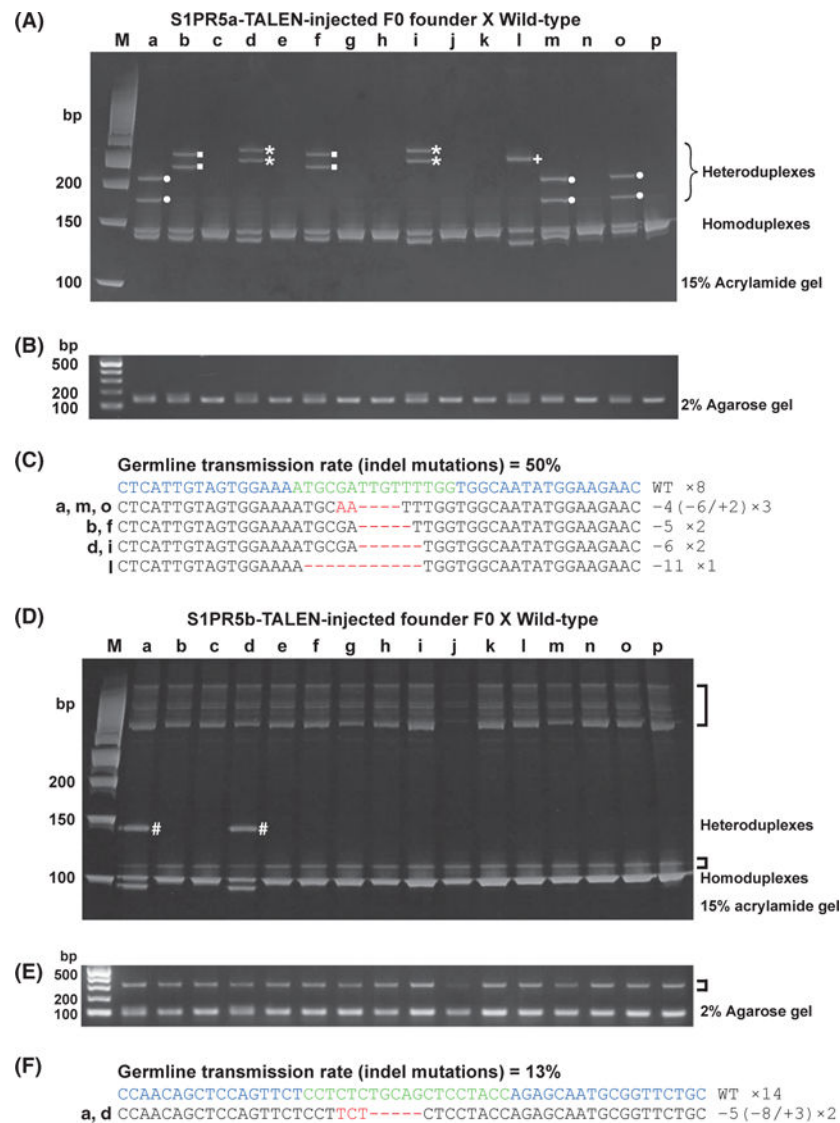 (A) S1PR5a-TALEN-injected F0 founder X Wild-type
M a b c d e f g h i j k l m n o p
bp
* *
* * +
200
Heteroduplexes
150
Homoduplexes
100
15% Acrylamide gel
(B) bp
500
200
100
2% Agarose gel
(C) Germline transmission rate (indel mutations) = 50%
CTCATTGTAGTGGAAAATGCGATTGTTTTGGTGGCAATATGGAAGAAC WT ×8
a, m, o CTCATTGTAGTGGAAAATGCAA-----TTTGGTGGCAATATGGAAGAAC -4(-6/+2)×3
b, f CTCATTGTAGTGGAAAATGCGA-----TTTGGTGGCAATATGGAAGAAC -5 ×2
d, i CTCATTGTAGTGGAAAATGCGA------TTGGTGGCAATATGGAAGAAC -6 ×2
l CTCATTGTAGTGGAAAA-----------TTGGTGGCAATATGGAAGAAC -11 ×1
(D) S1PR5b-TALEN-injected founder F0 X Wild-type
M a b c d e f g h i j k l m n o p
bp
200
150
# #
Heteroduplexes
100
Homoduplexes
15% acrylamide gel
(E) bp
500
200
100
2% Agarose gel
(F) Germline transmission rate (indel mutations) = 13%
CCAACAGCTCCAGTTCTCCTCTCTGCAGCTCCTACCAGAGCAATGCGGTTCTGC WT ×14
a, d CCAACAGCTCCAGTTCTCCTTCT-----CTCCTACCAGAGCAATGCGGTTCTGC -5(-8/+3)×2